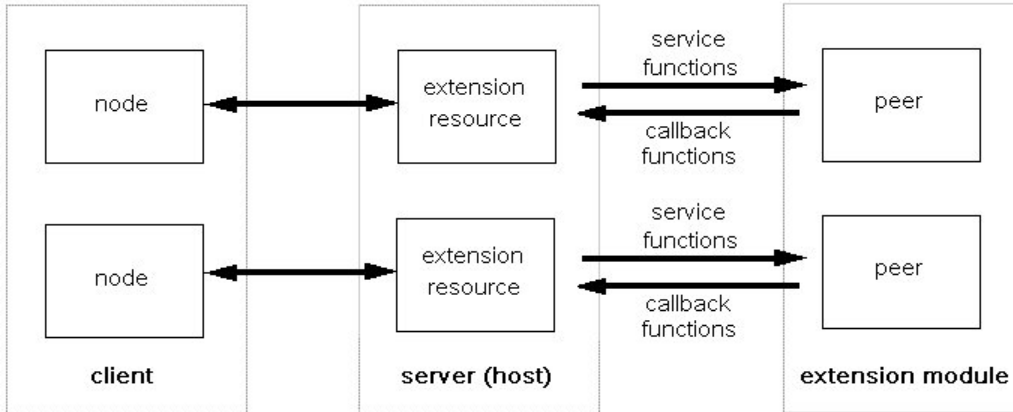 node
extension
resource
service
functions
callback
functions
peer
node
extension
resource
service
functions
callback
functions
peer
client
server (host)
extension module